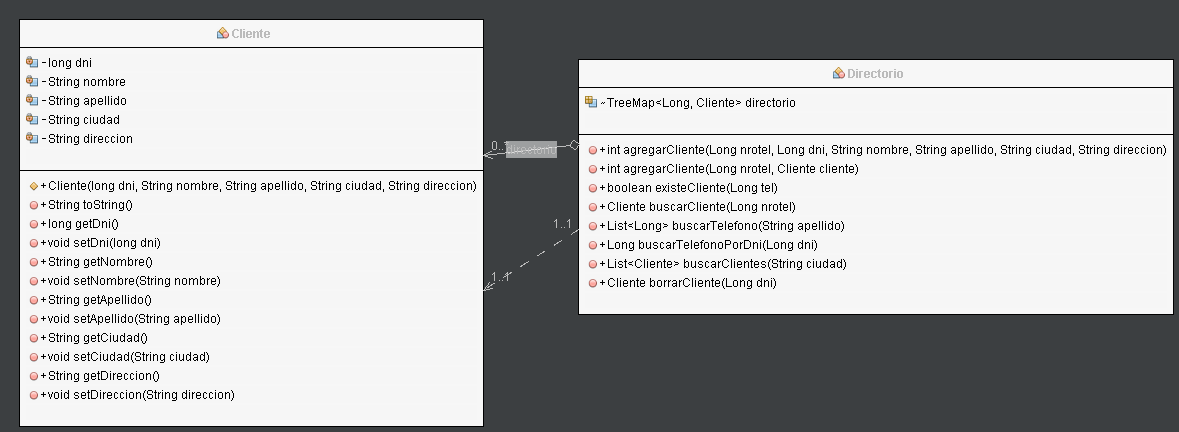 Cliente
-long dni
-String nombre
-String apellido
-String ciudad
-String direccion
+Cliente(long dni, String nombre, String apellido, String ciudad, String direccion)
+String toString()
+long getDni()
+void setDni(long dni)
+String getNombre()
+void setNombre(String nombre)
+String getApellido()
+void setApellido(String apellido)
+String getCiudad()
+void setCiudad(String ciudad)
+String getDireccion()
+void setDireccion(String direccion)
0..1
directorio
1..1
1..1
Directorio
~TreeMap<Long, Cliente> directorio
+int agregarCliente(Long nrotel, Long dni, String nombre, String apellido, String ciudad, String direccion)
+int agregarCliente(Long nrotel, Cliente cliente)
+boolean existeCliente(Long tel)
+Cliente buscarCliente(Long nrotel)
+List<Long> buscarTelefono(String apellido)
+Long buscarTelefonoPorDni(Long dni)
+List<Cliente> buscarClientes(String ciudad)
+Cliente borrarCliente(Long dni)